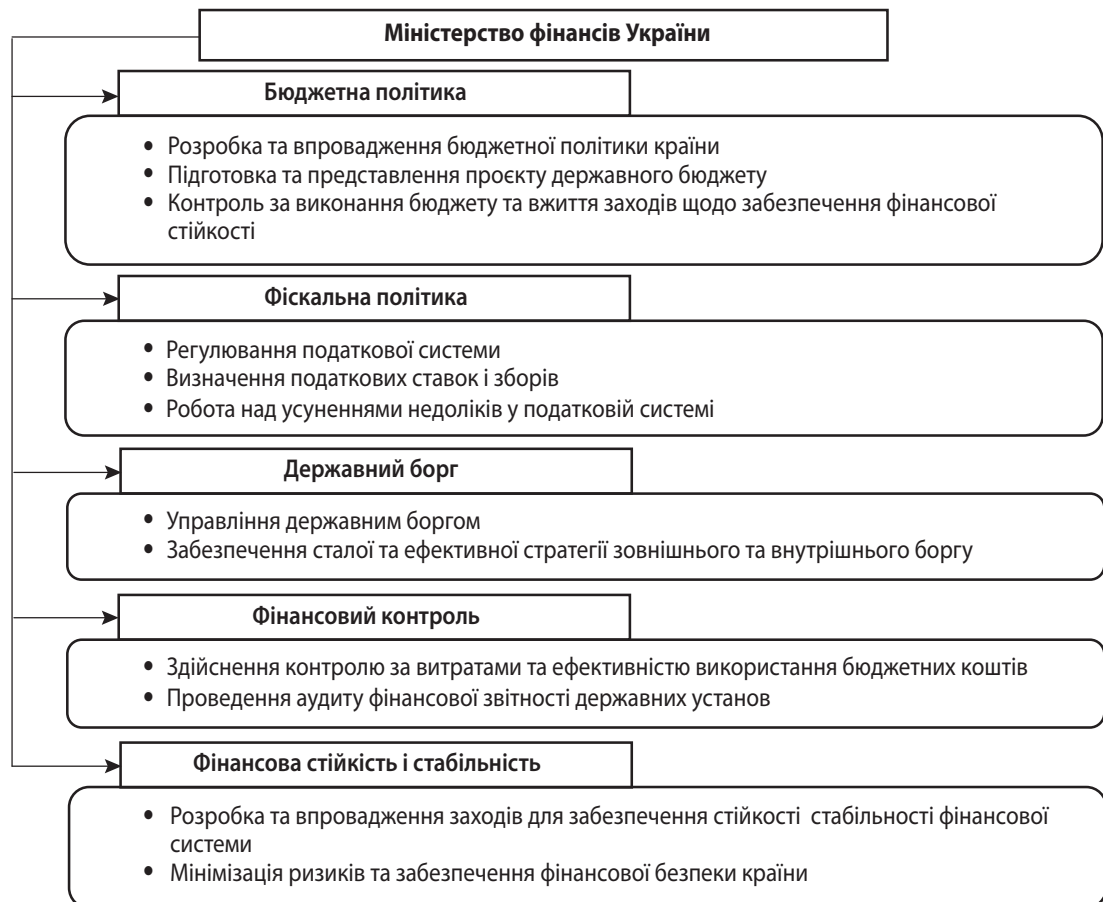 Міністерство фінансів України
Бюджетна політика
• Розробка та впровадження бюджетної політики країни
• Підготовка та представлення проєкту державного бюджету
• Контроль за виконання бюджету та вжиття заходів щодо забезпечення фінансової
стійкості
Фіскальна політика
• Регулювання податкової системи
• Визначення податкових ставок і зборів
• Робота над усуненнями недоліків у податковій системі
Державний борг
• Управління державним боргом
• Забезпечення сталої та ефективної стратегії зовнішнього та внутрішнього боргу
Фінансовий контроль
• Здійснення контролю за витратами та ефективністю використання бюджетних коштів
• Проведення аудиту фінансової звітності державних установ
Фінансова стійкість і стабільність
• Розробка та впровадження заходів для забезпечення стійкості стабільності фінансової
системи
• Мінімізація ризиків та забезпечення фінансової безпеки країни